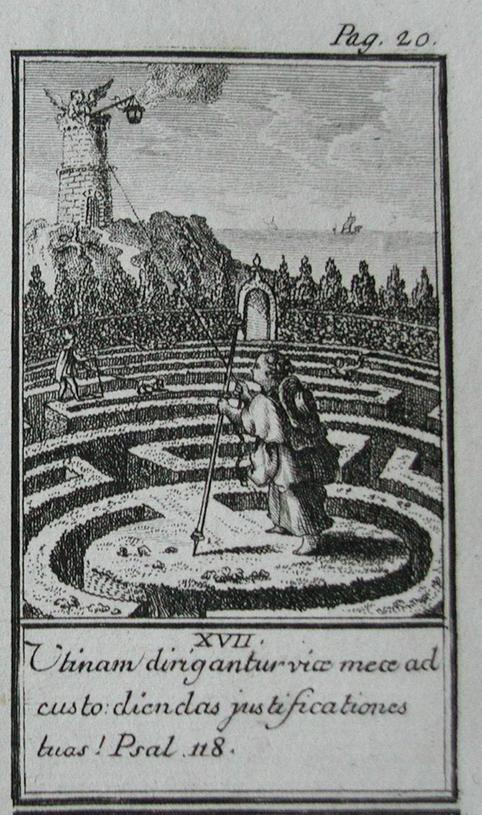 Pag. 20.
XVII.
Utinam dirigantur viæ meæ ad
custo: diendas justificationes
tuas! Psal. 118.